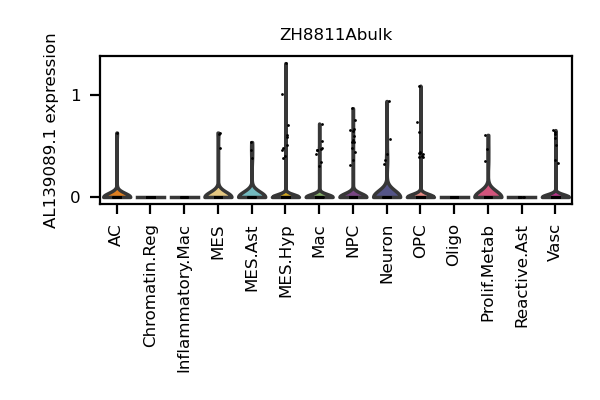 ZH8811Abulk
AL139089.1 expression
1
0
AC
Chromatin.Reg
Inflammatory.Mac
MES
MES.Ast
MES.Hyp
Mac
NPC
Neuron
OPC
Oligo
Prolif.Metab
Reactive.Ast
Vasc